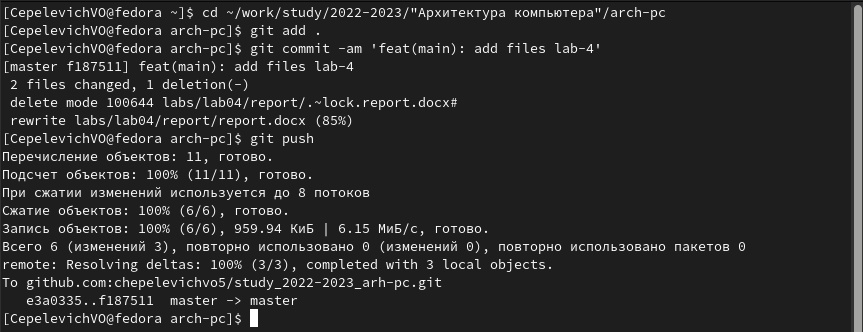 [CepelevichVO@fedora ~]$ cd ~/work/study/2022-2023/"Архитектура компьютера"/arch-pc
[CepelevichVO@fedora arch-pc]$ git add .
[CepelevichVO@fedora arch-pc]$ git commit -am 'feat(main): add files lab-4'
[master f187511] feat(main): add files lab-4
 2 files changed, 1 deletion(-)
 delete mode 100644 labs/lab04/report/.~lock.report.docx#
 rewrite labs/lab04/report/report.docx (85%)
[CepelevichVO@fedora arch-pc]$ git push
Перечисление объектов: 11, готово.
Подсчет объектов: 100% (11/11), готово.
При сжатии изменений используется до 8 потоков
Сжатие объектов: 100% (6/6), готово.
Запись объектов: 100% (6/6), 959.94 КиБ | 6.15 МиБ/с, готово.
Всего 6 (изменений 3), повторно использовано 0 (изменений 0), повторно использовано пакетов 0
remote: Resolving deltas: 100% (3/3), completed with 3 local objects.
To github.com:chepelevichvo5/study_2022-2023_arh-pc.git
   e3a0335..f187511  master -> master
[CepelevichVO@fedora arch-pc]$